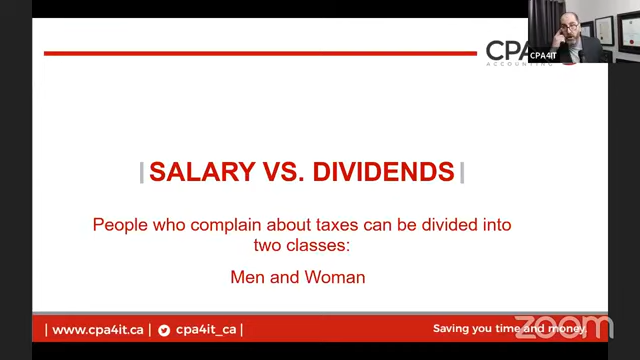 CPA4IT
ACCOUNTING
|SALARY VS. DIVIDENDS|
People who complain about taxes can be divided into
two classes:
Men and Woman
| www.cpa4it.ca | cpa4it_ca |
Saving you time and money.
zoom